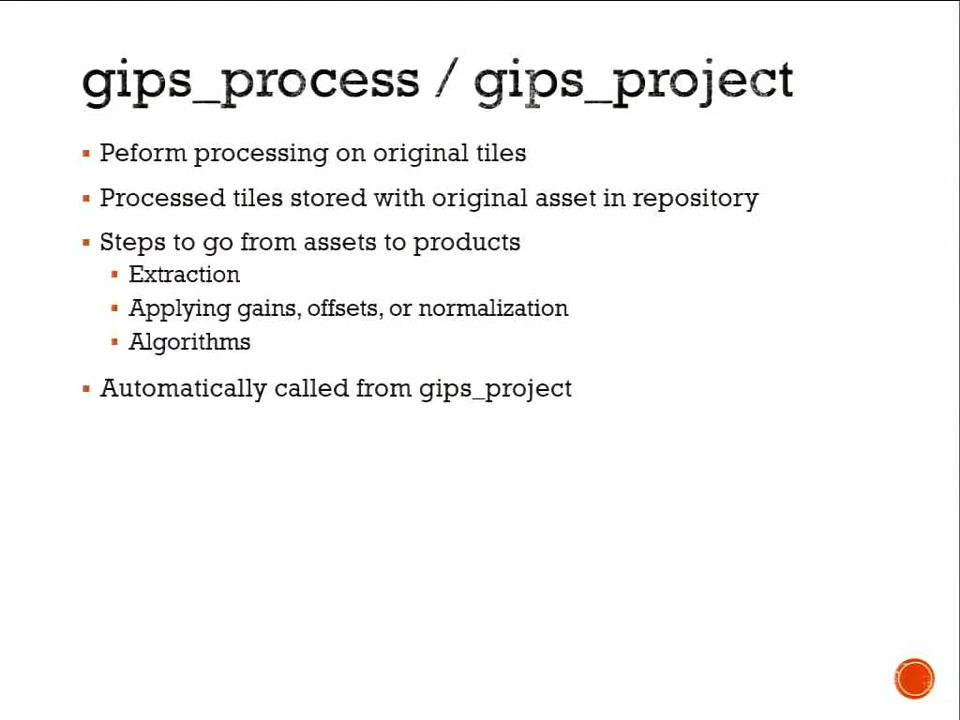 gips_process / gips_project
Peform processing on original tiles
Processed tiles stored with original asset in repository
Steps to go from assets to products
Extraction
Applying gains, offsets, or normalization
Algorithms
Automatically called from gips_project